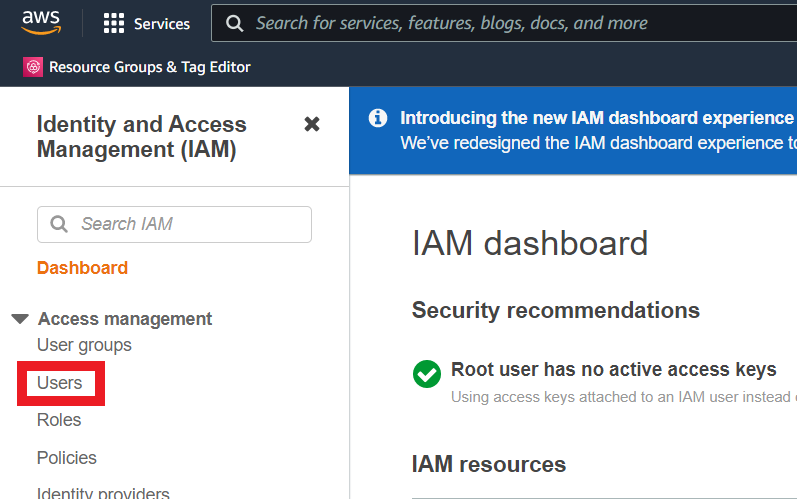 aws
Services
Search for services, features, blogs, docs, and more
Resource Groups & Tag Editor
Identity and Access
Management (IAM)
Search IAM
Dashboard
Access management
User groups
Users
Roles
Policies
Identity providers
Introducing the new IAM dashboard experience
We've redesigned the IAM dashboard experience to
IAM dashboard
Security recommendations
Root user has no active access keys
Using access keys attached to an IAM user instead
IAM resources